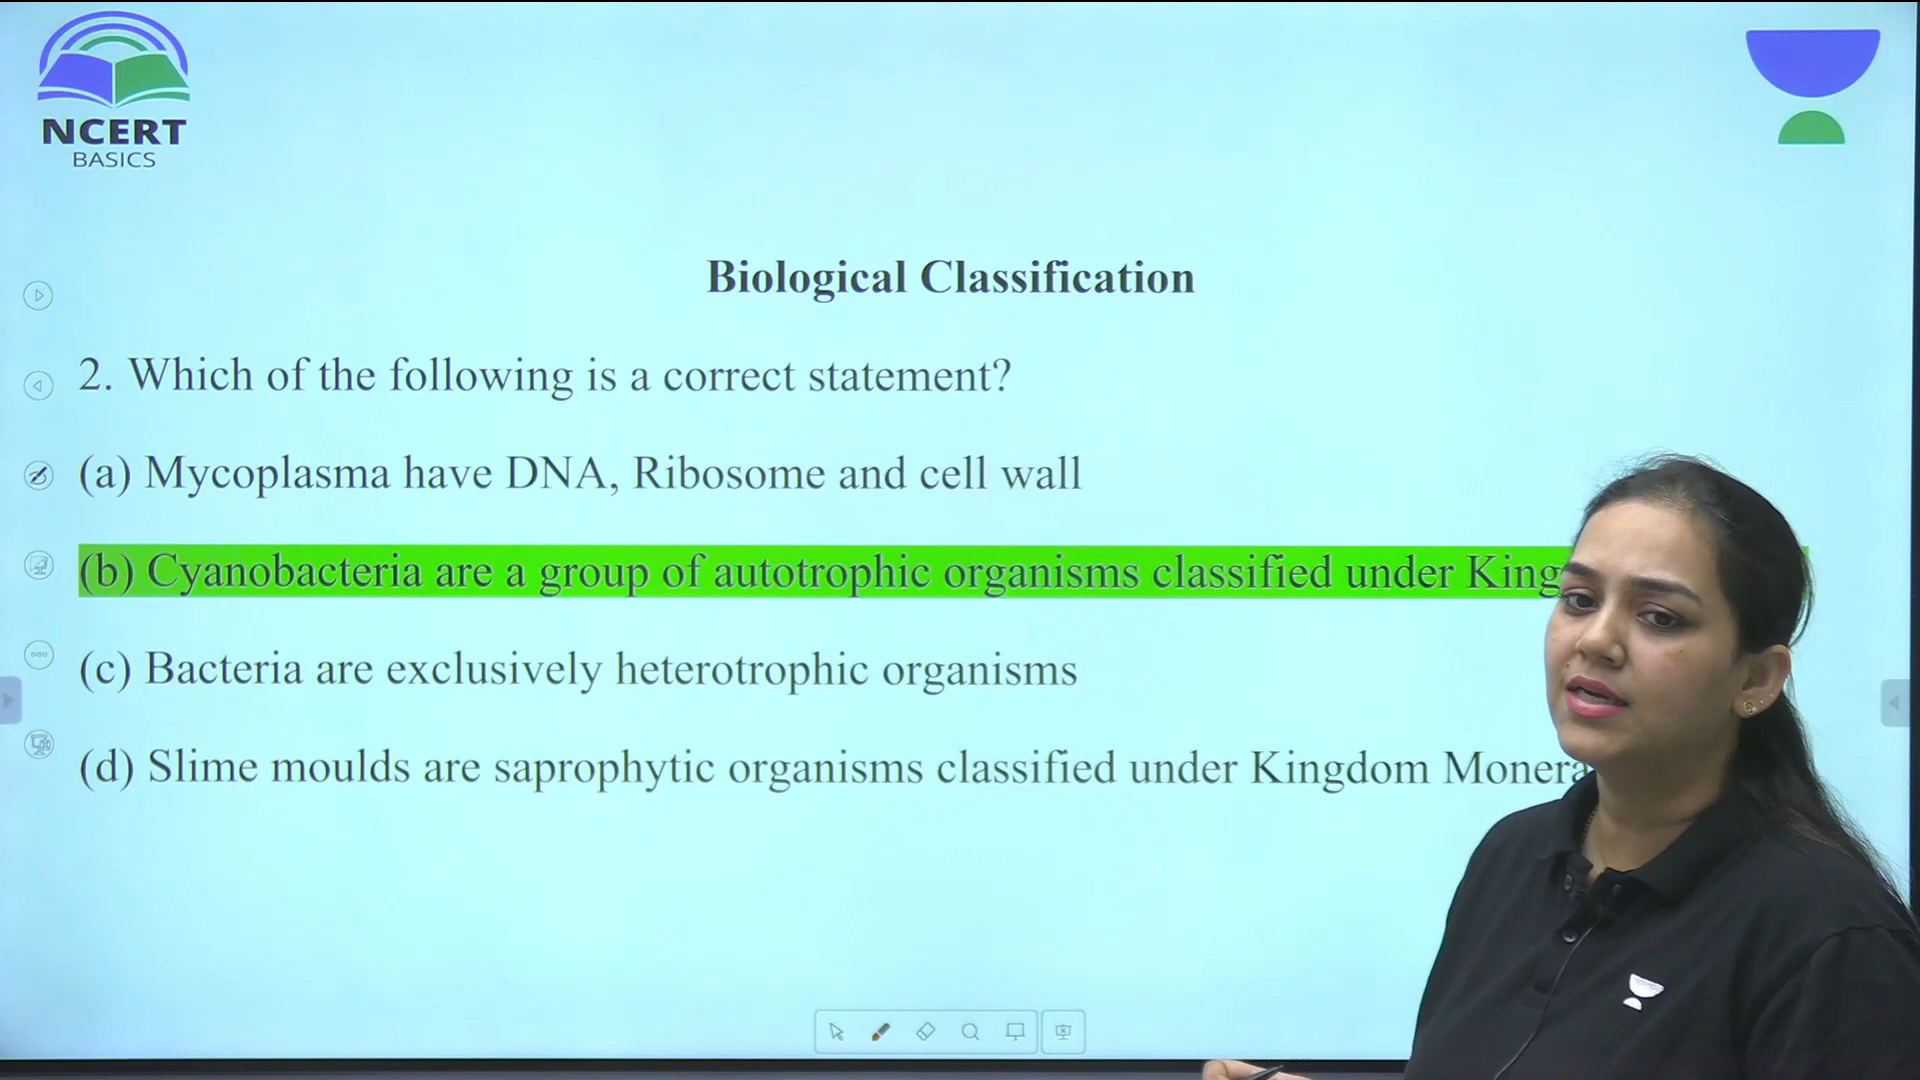 NCERT
BASICS
Biological Classification
2. Which of the following is a correct statement?
(a) Mycoplasma have DNA, Ribosome and cell wall
(b) Cyanobacteria are a group of autotrophic organisms classified under King
(c) Bacteria are exclusively heterotrophic organisms
(d) Slime moulds are saprophytic organisms classified under Kingdom Monera